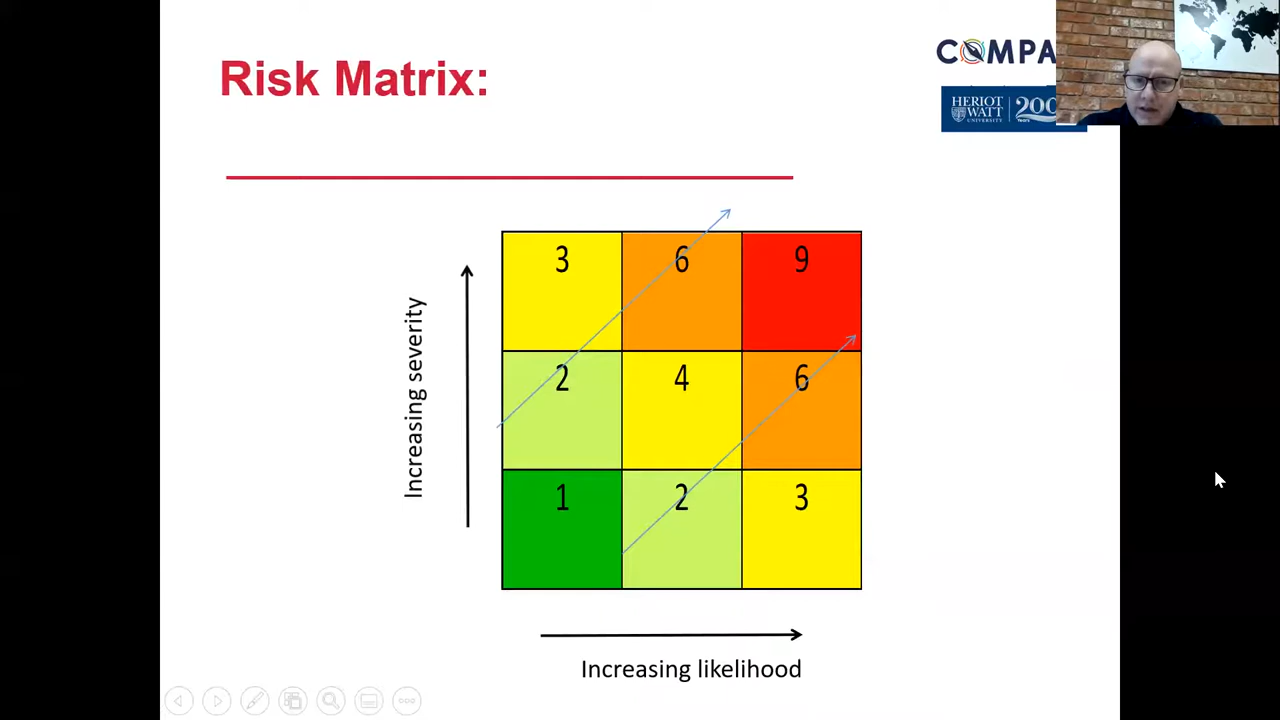 Risk Matrix:
COMPA
HERIOT
WATT
UNIVERSITY
200
YEARS
3 6 9
2 4 6
1 2 3
Increasing severity
Increasing likelihood